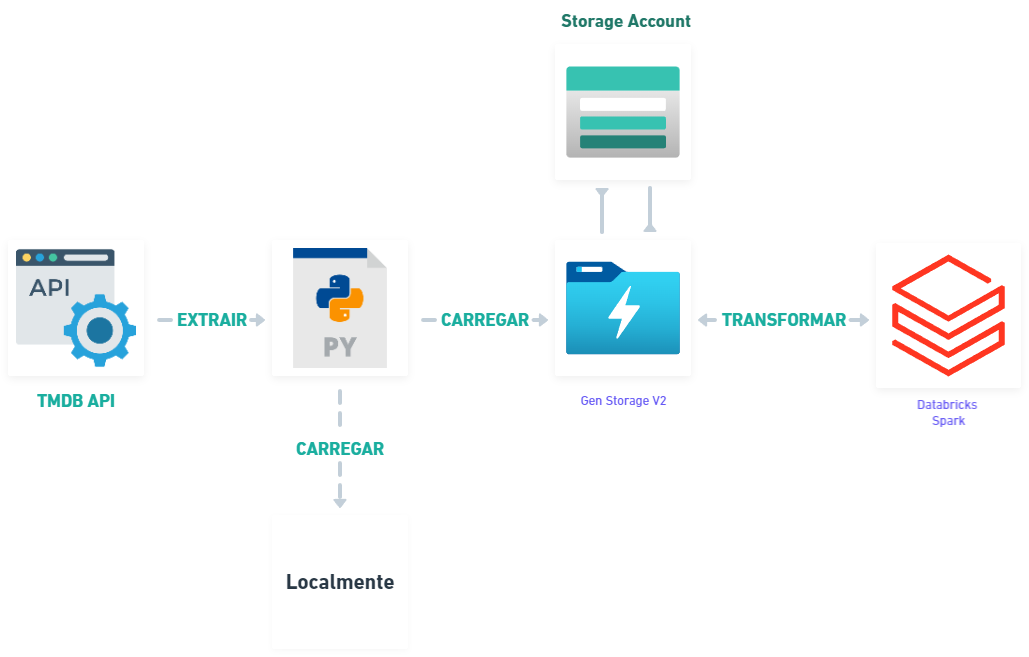 Storage Account
API
PY
EXTRAIR
CARREGAR
TRANSFORMAR
TMDB API
Gen Storage V2
Databricks
Spark
CARREGAR
Localmente